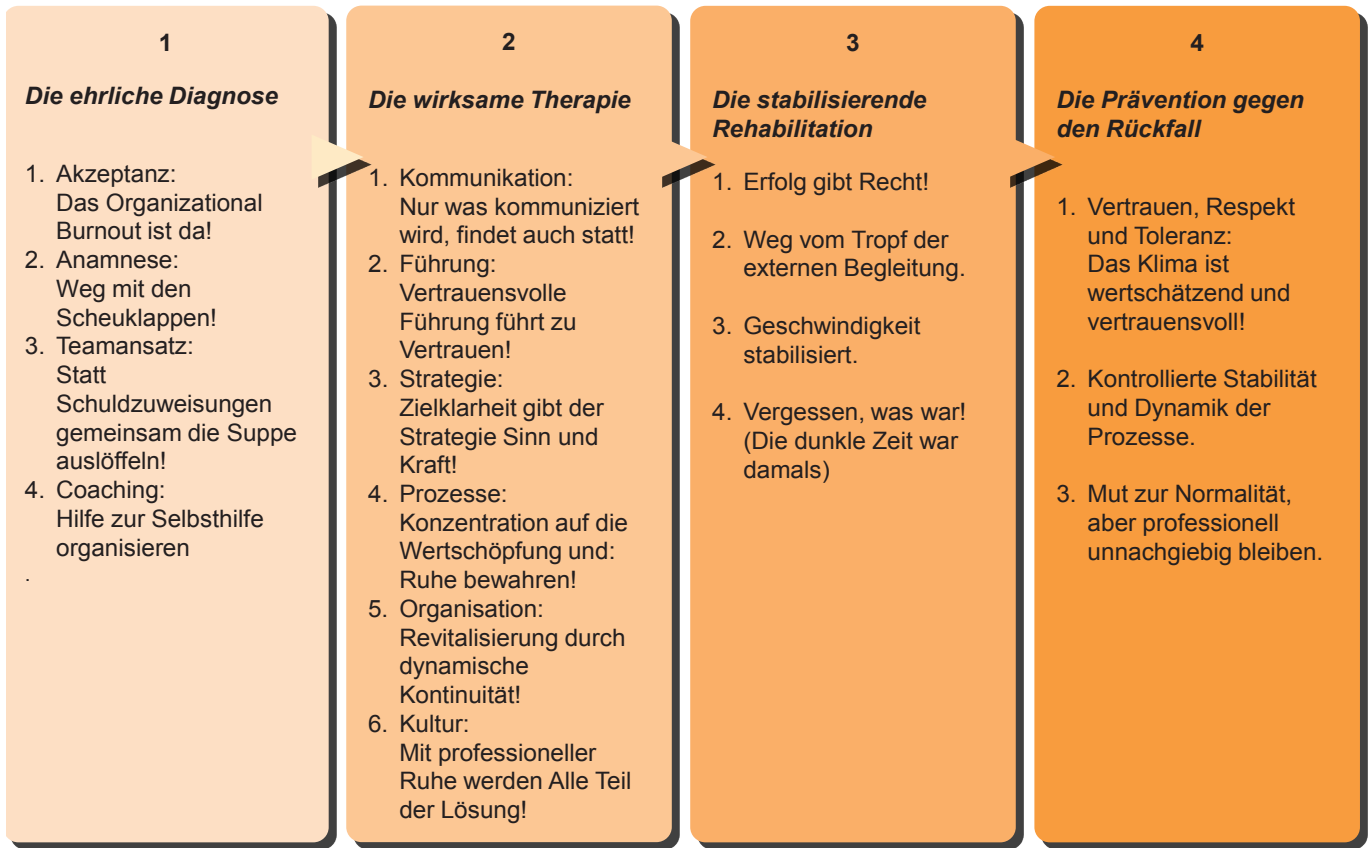 1
Die ehrliche Diagnose
1. Akzeptanz:
Das Organizational
Burnout ist da!
2. Anamnese:
Weg mit den
Scheuklappen!
3. Teamansatz:
Statt
Schuldzuweisungen
gemeinsam die Suppe
auslöffeln!
4. Coaching:
Hilfe zur Selbsthilfe
organisieren
.
2
Die wirksame Therapie
1. Kommunikation:
Nur was kommuniziert
wird, findet auch statt!
2. Führung:
Vertrauensvolle
Führung führt zu
Vertrauen!
3. Strategie:
Zielklarheit gibt der
Strategie Sinn und
Kraft!
4. Prozesse:
Konzentration auf die
Wertschöpfung und:
Ruhe bewahren!
5. Organisation:
Revitalisierung durch
dynamische
Kontinuität!
6. Kultur:
Mit professioneller
Ruhe werden Alle Teil
der Lösung!
3
Die stabilisierende
Rehabilitation
1. Erfolg gibt Recht!
2. Weg vom Tropf der
externen Begleitung.
3. Geschwindigkeit
stabilisiert.
4. Vergessen, was war!
(Die dunkle Zeit war
damals)
4
Die Prävention gegen
den Rückfall
1. Vertrauen, Respekt
und Toleranz:
Das Klima ist
wertschätzend und
vertrauensvoll!
2. Kontrollierte Stabilität
und Dynamik der
Prozesse.
3. Mut zur Normalität,
aber professionell
unnachgiebig bleiben.